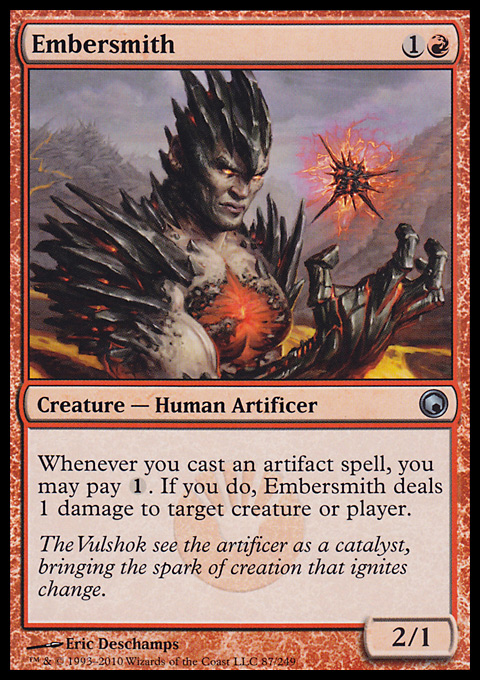 Embersmith 1
Creature — Human Artificer
Whenever you cast an artifact spell, you
may pay 1. If you do, Embersmith deals
1 damage to target creature or player.
The Vulshok see the artificer as a catalyst,
bringing the spark of creation that ignites
change.
Eric Deschamps
2/1
™ & © 1993–2010 Wizards of the Coast LLC 87/249